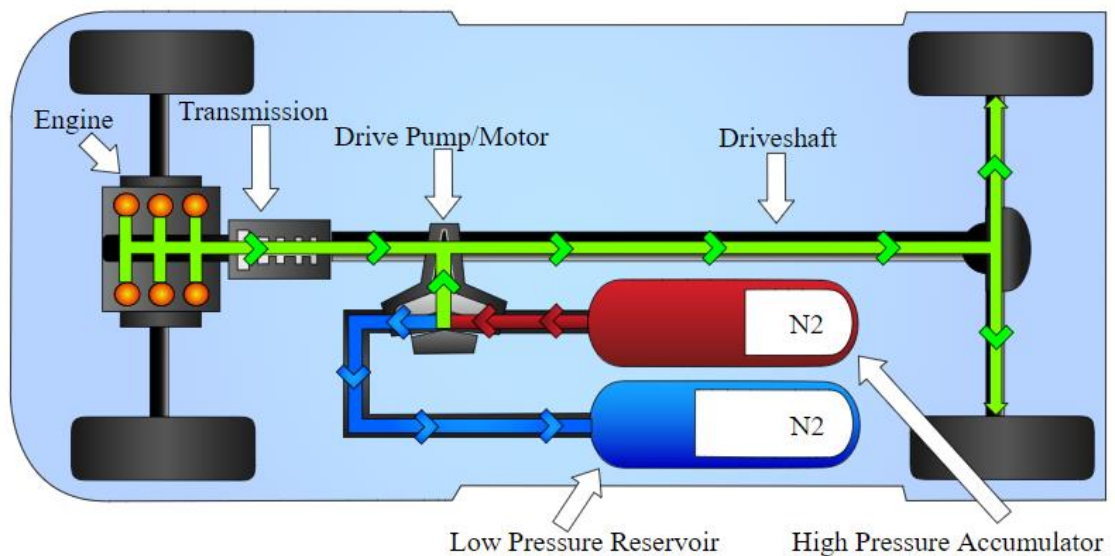 Engine
Transmission
Drive Pump/Motor
Driveshaft
N2
N2
Low Pressure Reservoir
High Pressure Accumulator